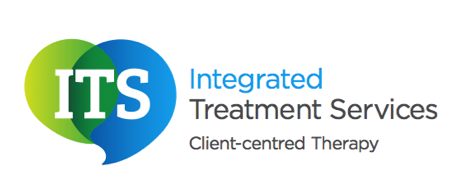 ITS
Integrated
Treatment Services
Client-centred Therapy